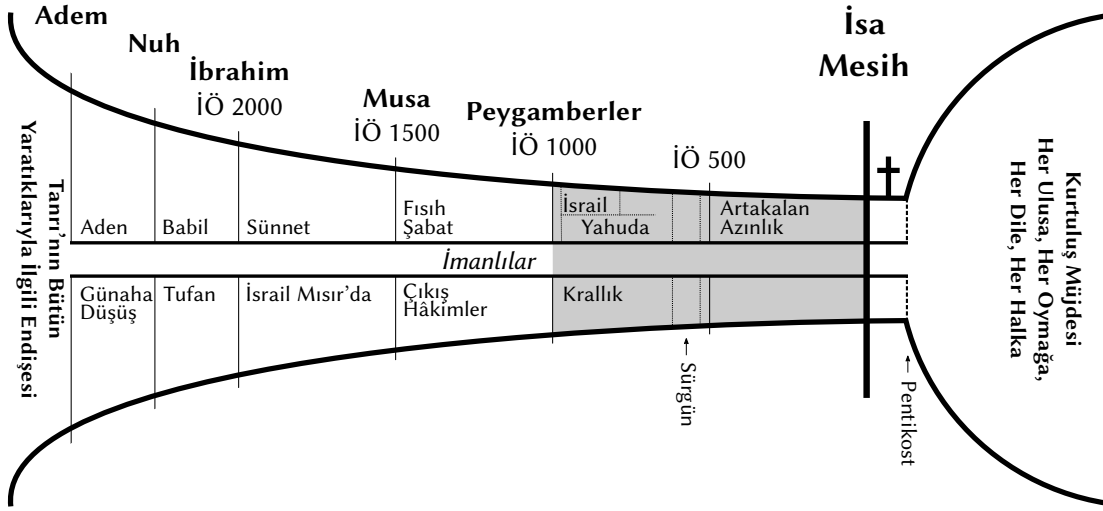 Adem
Nuh
İbrahim
İÖ 2000
Musa
İÖ 1500
Peygamberler
İÖ 1000
İÖ 500
İsa
Mesih
Tanrı’nın Bütün
Yaratıklarıyla İlgili Endişesi
Aden
Babil
Sünnet
Fısıh
Şabat
İsrail
Yahuda
Artakalan
Azınlık
İmanlılar
Günaha
Düşüş
Tufan
İsrail Mısır’da
Çıkış
Hâkimler
Krallık
← Sürgün
← Pentikost
Kurtuluş Müjdesi
Her Ulusa, Her Oymağa,
Her Dile, Her Halka